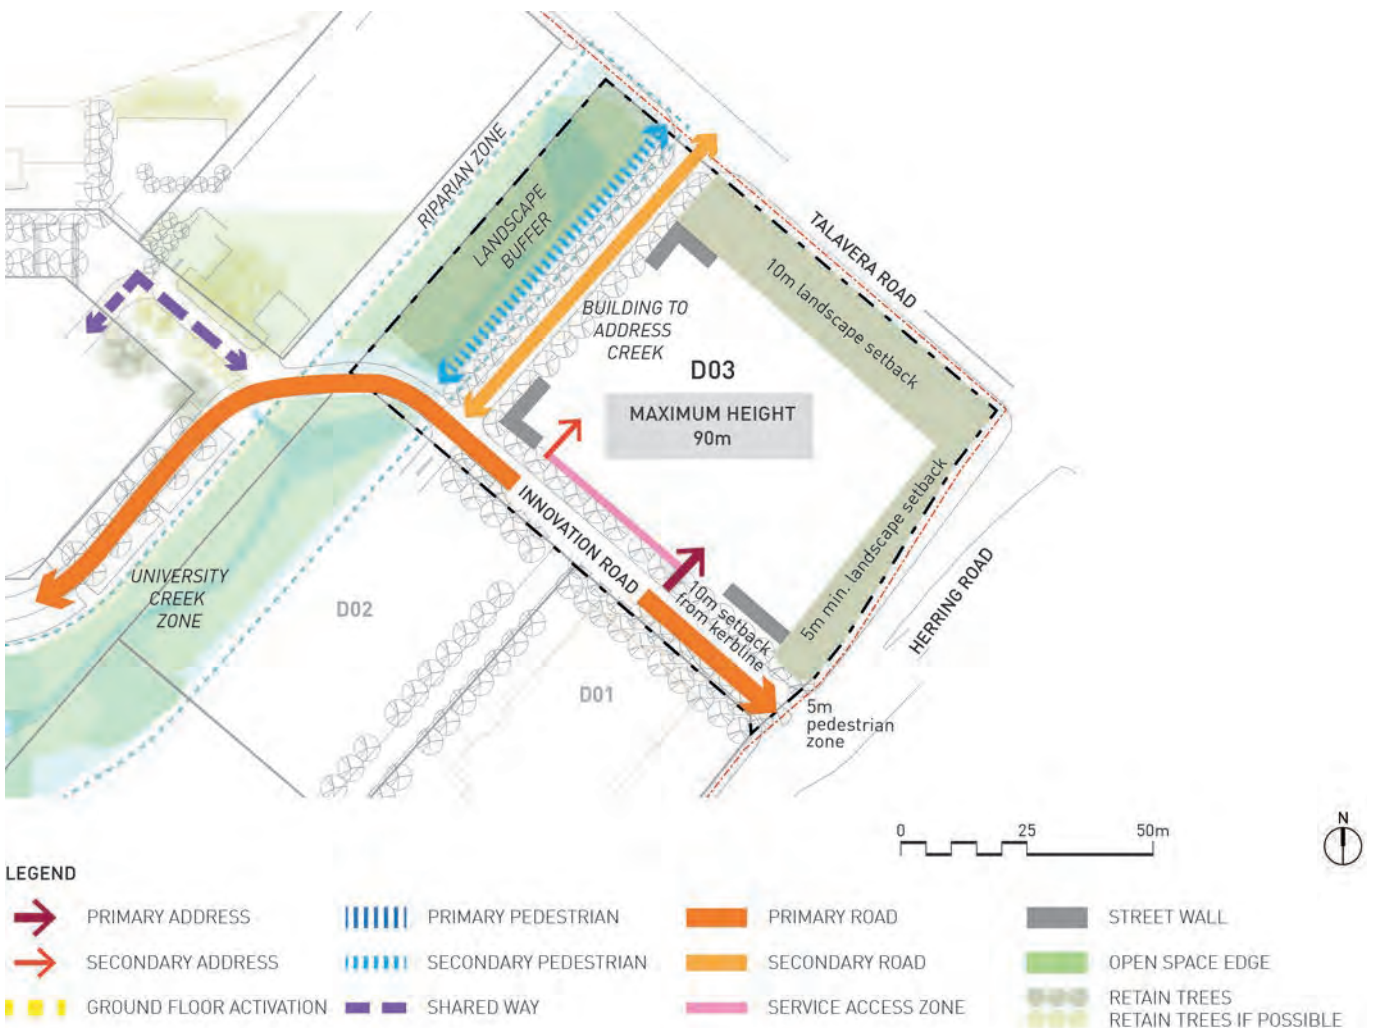 RIPARIAN ZONE
LANDSCAPE
BUFFER
TALAVERA ROAD
10m landscape setback
BUILDING TO
ADDRESS
CREEK
D03
MAXIMUM HEIGHT
90m
5m min. landscape setback
HERRING ROAD
INNOVATION ROAD
10m setback
from kerbline
UNIVERSITY
CREEK
ZONE
D02
D01
5m
pedestrian
zone
0 25 50m
N
LEGEND
PRIMARY ADDRESS
SECONDARY ADDRESS
GROUND FLOOR ACTIVATION
PRIMARY PEDESTRIAN
SECONDARY PEDESTRIAN
SHARED WAY
PRIMARY ROAD
SECONDARY ROAD
SERVICE ACCESS ZONE
STREET WALL
OPEN SPACE EDGE
RETAIN TREES
RETAIN TREES IF POSSIBLE